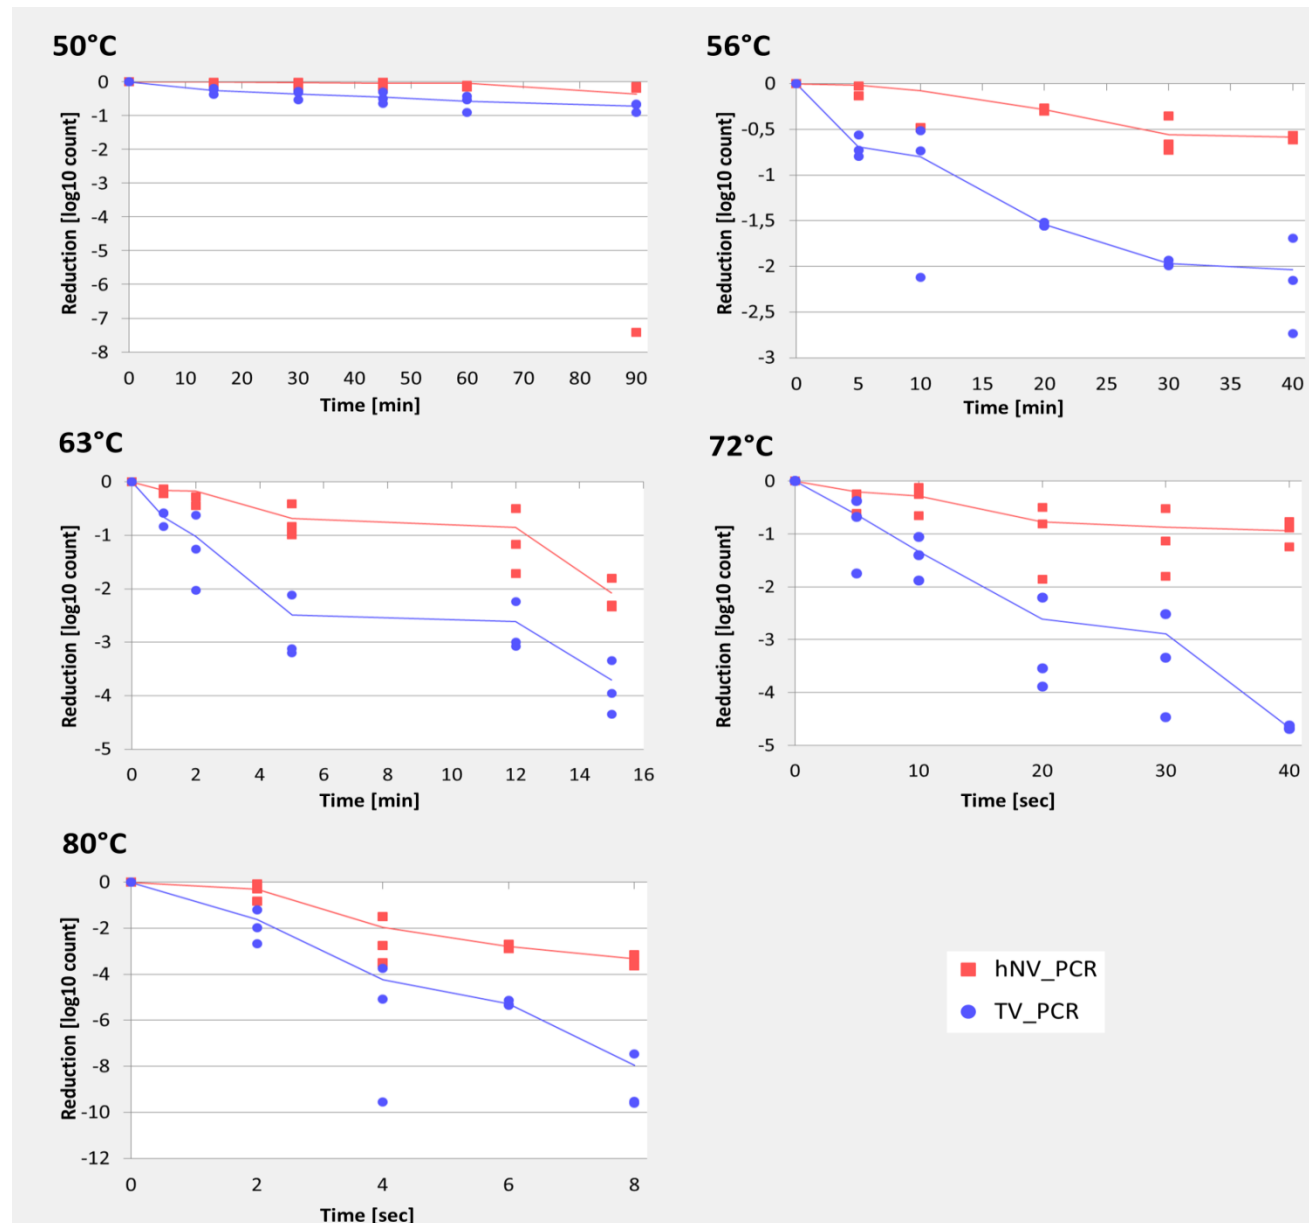 50°C
56°C
Reduction [log10 count]
0
-1
-2
-3
-4
-5
-6
-7
-8
0 10 20 30 40 50 60 70 80 90
Time [min]
Reduction [log10 count]
0
-0,5
-1
-1,5
-2
-2,5
-3
0 5 10 15 20 25 30 35 40
Time [min]
63°C
72°C
Reduction [log10 count]
0
-1
-2
-3
-4
-5
0 2 4 6 8 10 12 14 16
Time [min]
Reduction [log10 count]
0
-1
-2
-3
-4
-5
0 10 20 30 40
Time [sec]
80°C
Reduction [log10 count]
0
-2
-4
-6
-8
-10
-12
0 2 4 6 8
Time [sec]
hNV_PCR
TV_PCR